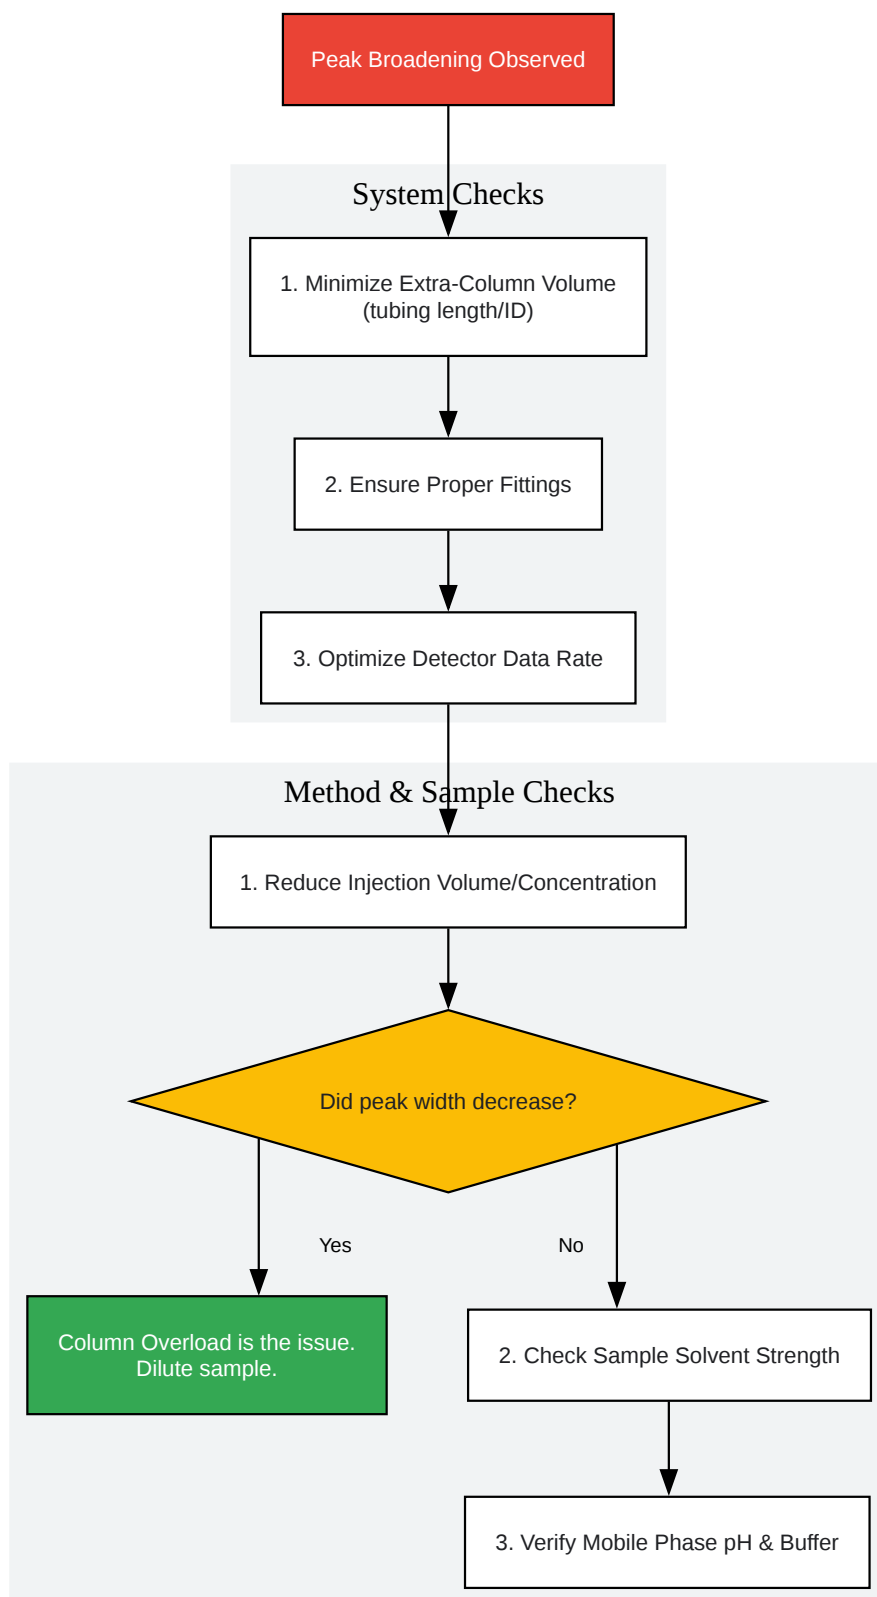 Peak Broadening Observed
System Checks
1. Minimize Extra-Column Volume
(tubing length/ID)
2. Ensure Proper Fittings
3. Optimize Detector Data Rate
Method & Sample Checks
1. Reduce Injection Volume/Concentration
Did peak width decrease?
Yes
No
Column Overload is the issue.
Dilute sample.
2. Check Sample Solvent Strength
3. Verify Mobile Phase pH & Buffer